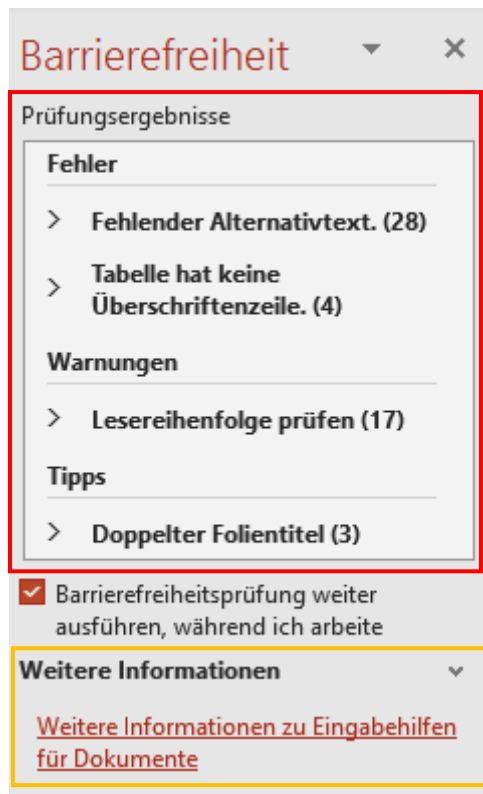 Barrierefreiheit
Prüfungsergebnisse
Fehler
Fehlender Alternativtext. (28)
Tabelle hat keine
Überschriftenzeile. (4)
Warnungen
Lesereihenfolge prüfen (17)
Tipps
Doppelter Folientitel (3)
Barrierefreiheitsprüfung weiter
ausführen, während ich arbeite
Weitere Informationen
Weitere Informationen zu Eingabehilfen
für Dokumente